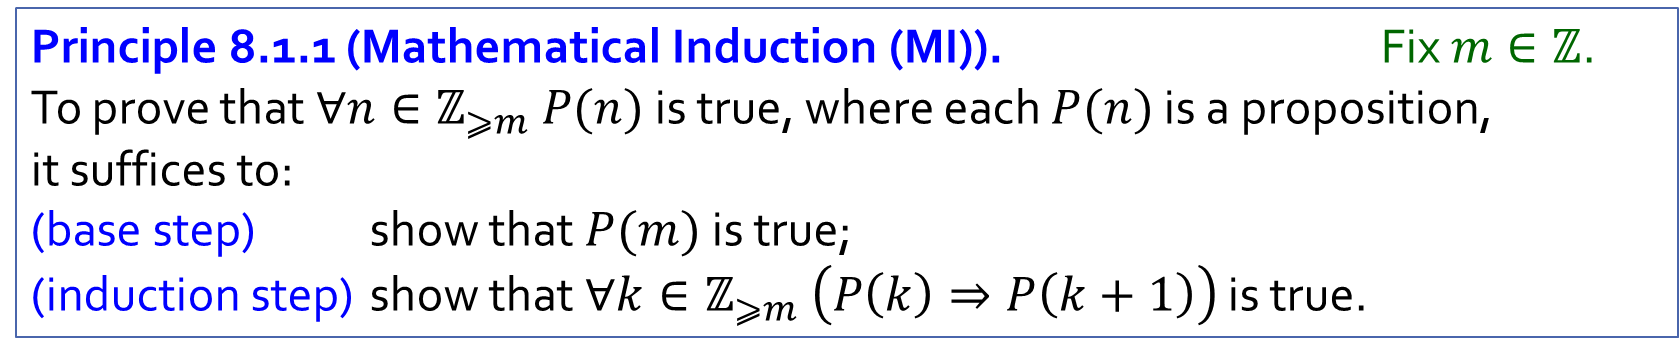 Principle 8.1.1 (Mathematical Induction (MI)). Fix 𝑚 ∈ ℤ.
To prove that ∀𝑛 ∈ ℤ⩾𝑚 𝑃(𝑛) is true, where each 𝑃(𝑛) is a proposition,
it suffices to:
(base step) show that 𝑃(𝑚) is true;
(induction step) show that ∀𝑘 ∈ ℤ⩾𝑚 (𝑃(𝑘) ⇒ 𝑃(𝑘 + 1)) is true.